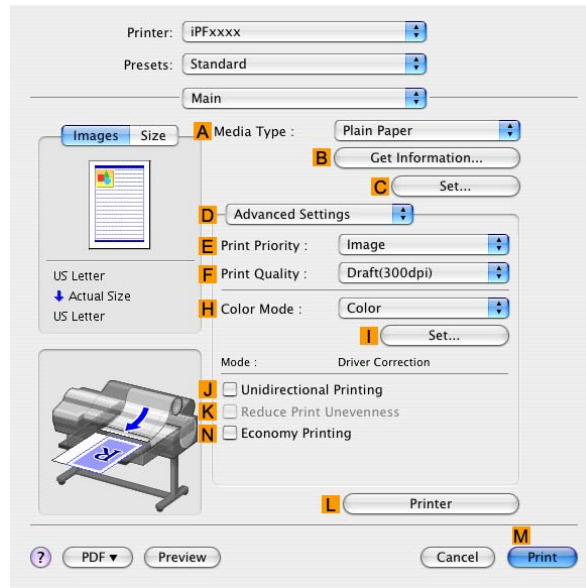 Printer: iPFxxxx
Presets: Standard
Main
Images Size
A Media Type : Plain Paper
B Get Information...
C Set...
D Advanced Settings
E Print Priority : Image
F Print Quality : Draft(300dpi)
H Color Mode : Color
I Set...
Mode : Driver Correction
J Unidirectional Printing
K Reduce Print Unevenness
N Economy Printing
US Letter
Actual Size
US Letter
R
L Printer
M
? PDF▼ Preview Cancel Print